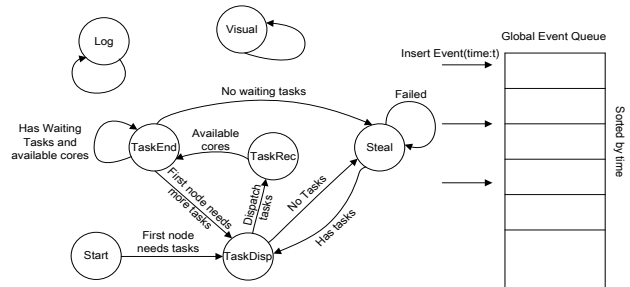 Log
Visual
Global Event Queue
Insert Event(time:t)
No waiting tasks
Failed
Has Waiting
Tasks and
available cores
TaskEnd
Available
cores
TaskRec
Steal
Sorted by time
First node needs
more tasks
Dispatch
tasks
No Tasks
Has tasks
Start
First node
needs tasks
TaskDisp